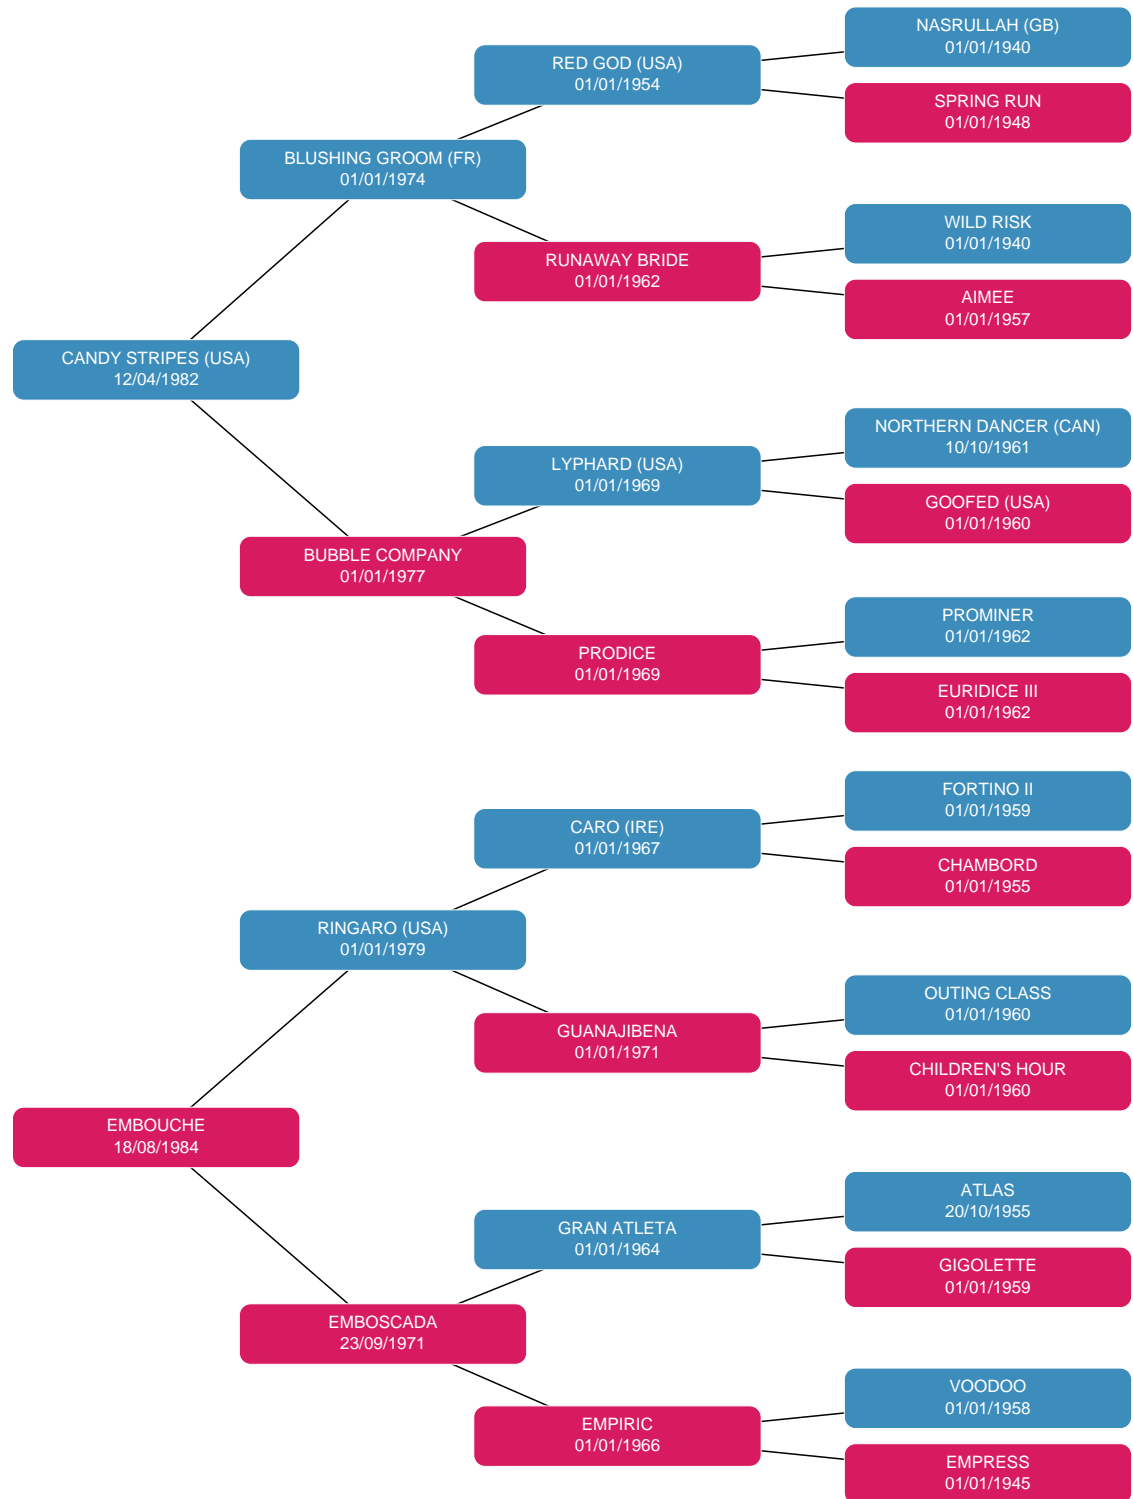 NASRULLAH (GB)
01/01/1940
RED GOD (USA)
01/01/1954
SPRING RUN
01/01/1948
BLUSHING GROOM (FR)
01/01/1974
WILD RISK
01/01/1940
RUNAWAY BRIDE
01/01/1962
AIMEE
01/01/1957
CANDY STRIPES (USA)
12/04/1982
NORTHERN DANCER (CAN)
10/10/1961
LYPHARD (USA)
01/01/1969
GOOFED (USA)
01/01/1960
BUBBLE COMPANY
01/01/1977
PROMINER
01/01/1962
PRODICE
01/01/1969
EURIDICE III
01/01/1962
FORTINO II
01/01/1959
CARO (IRE)
01/01/1967
CHAMBORD
01/01/1955
RINGARO (USA)
01/01/1979
OUTING CLASS
01/01/1960
GUANAJIBENA
01/01/1971
CHILDREN'S HOUR
01/01/1960
EMBOUCHE
18/08/1984
ATLAS
20/10/1955
GRAN ATLETA
01/01/1964
GIGOLETTE
01/01/1959
EMBOSCADA
23/09/1971
VOODOO
01/01/1958
EMPIRIC
01/01/1966
EMPRESS
01/01/1945